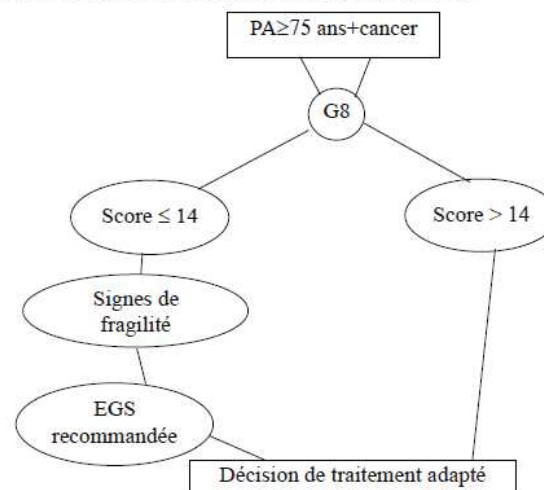 PA≥75 ans+cancer
G8
Score ≤ 14
Score > 14
Signes de
fragilité
EGS
recommandée
Décision de traitement adapté